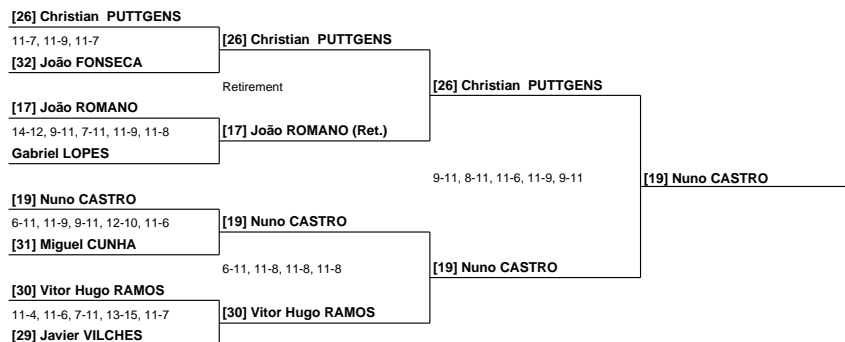 [26] Christian  PUTTGENS
11-7, 11-9, 11-7
[32] João FONSECA
[26] Christian  PUTTGENS
Retirement
[17] João ROMANO
14-12, 9-11, 7-11, 11-9, 11-8
Gabriel LOPES
[17] João ROMANO (Ret.)
[26] Christian  PUTTGENS
9-11, 8-11, 11-6, 11-9, 9-11
[19] Nuno CASTRO
[19] Nuno CASTRO
6-11, 11-9, 9-11, 12-10, 11-6
[31] Miguel CUNHA
[19] Nuno CASTRO
6-11, 11-8, 11-8, 11-8
[19] Nuno CASTRO
[30] Vitor Hugo RAMOS
11-4, 11-6, 7-11, 13-15, 11-7
[29] Javier VILCHES
[30] Vitor Hugo RAMOS